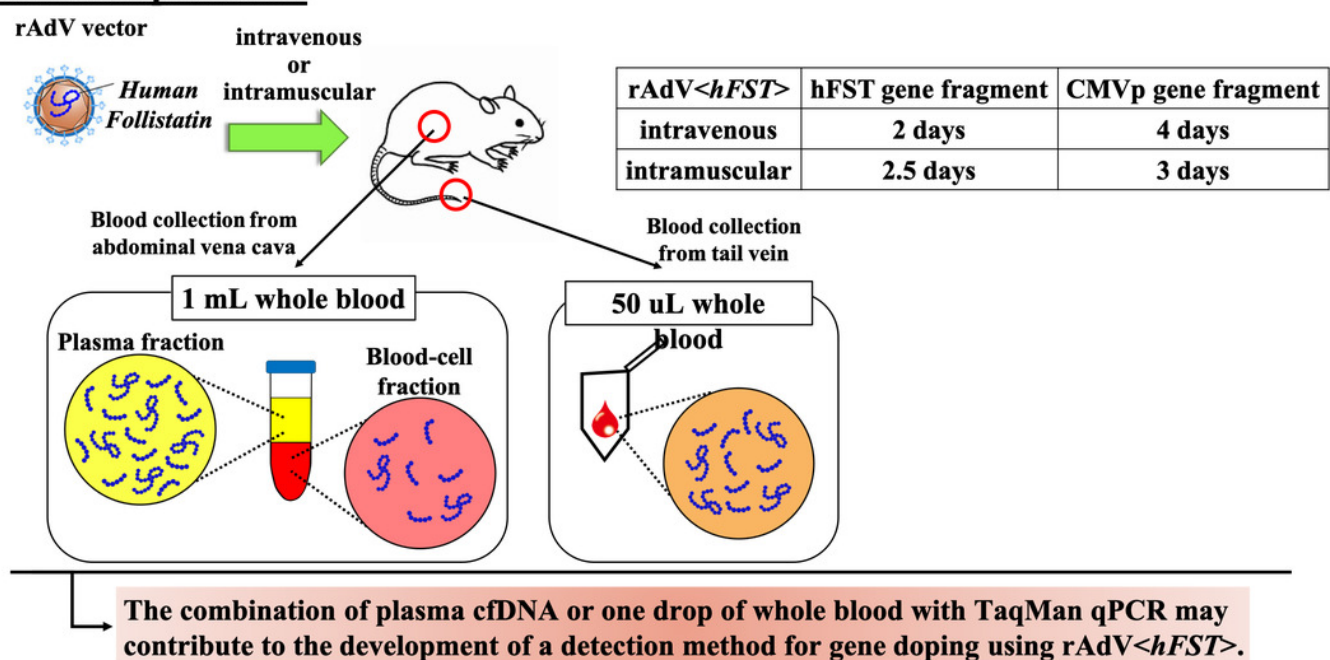 rAdV vector
Human
Follistatin
intravenous
or
intramuscular
rAdV<hFST> hFST gene fragment CMVp gene fragment
intravenous 2 days 4 days
intramuscular 2.5 days 3 days
Blood collection from
abdominal vena cava
Blood collection
from tail vein
1 mL whole blood
Plasma fraction
Blood-cell
fraction
50 uL whole
blood
The combination of plasma cfDNA or one drop of whole blood with TaqMan qPCR may
contribute to the development of a detection method for gene doping using rAdV<hFST>.